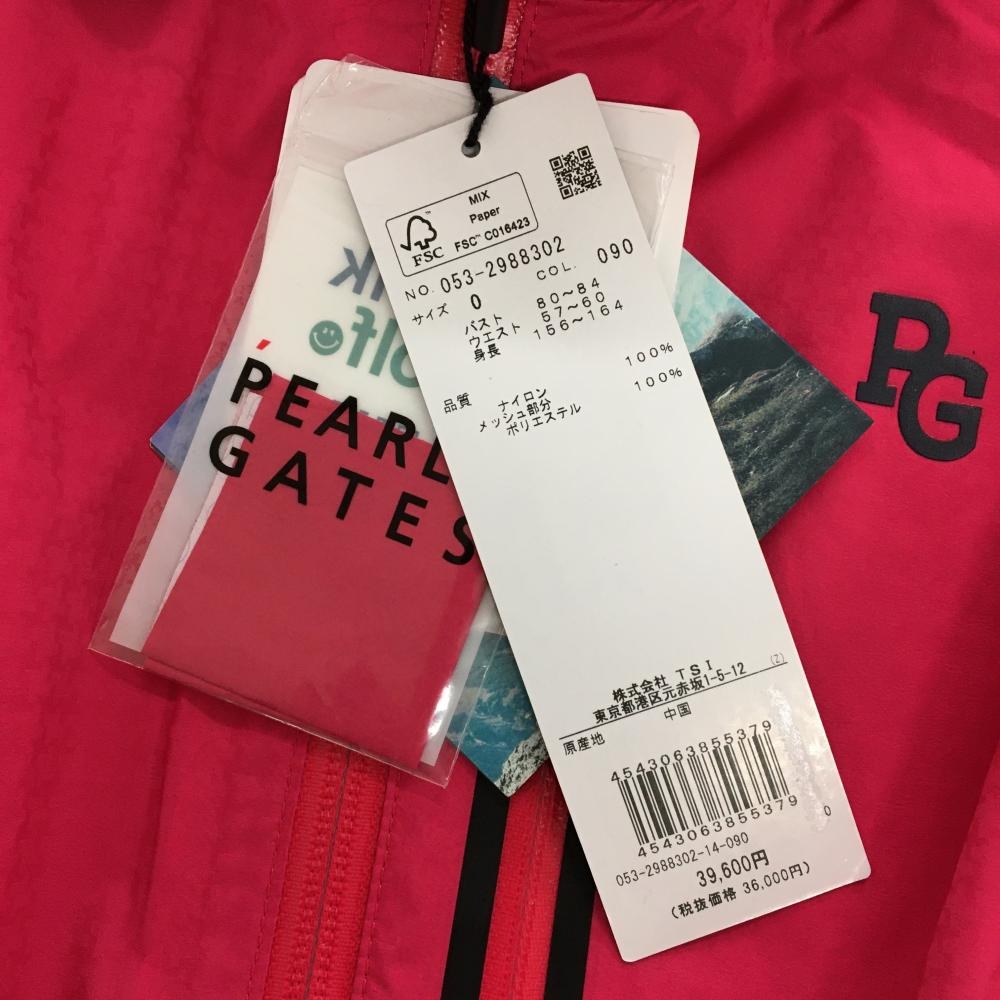 MIX
Paper
FSC™ C016423
FSC
NO. 053-2988302 COL. 090
サイズ 0
バスト 80~84
ウエスト 57~60
身長 156~164
品質 ナイロン 100%
メッシュ部分
ポリエステル 100%
株式会社 TSI
東京都港区元赤坂1-5-12 (Z)
原産地 中国
4543063855379
4543063855379
0
053-2988302-14-090
39,600円
(税抜価格 36,000円)
PEARL
GATES
PG